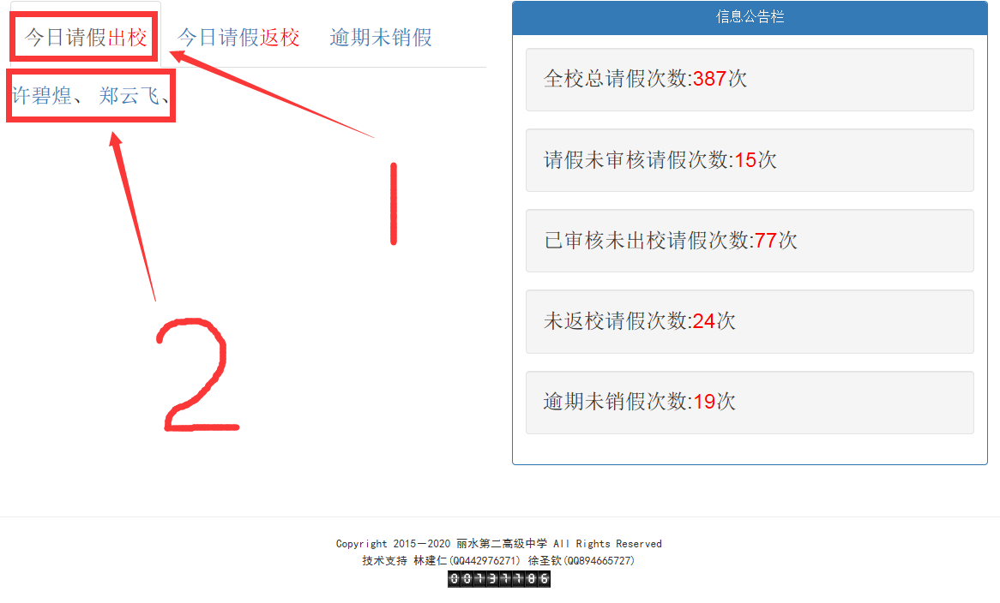 今日请假出校 今日请假返校 逾期未销假
许碧煌、 郑云飞、
1
2
信息公告栏
全校总请假次数:387次
请假未审核请假次数:15次
已审核未出校请假次数:77次
未返校请假次数:24次
逾期未销假次数:19次
Copyright 2015-2020 丽水第二高级中学 All Rights Reserved
技术支持 林建仁(QQ442976271) 徐圣钦(QQ894665727)
00737786